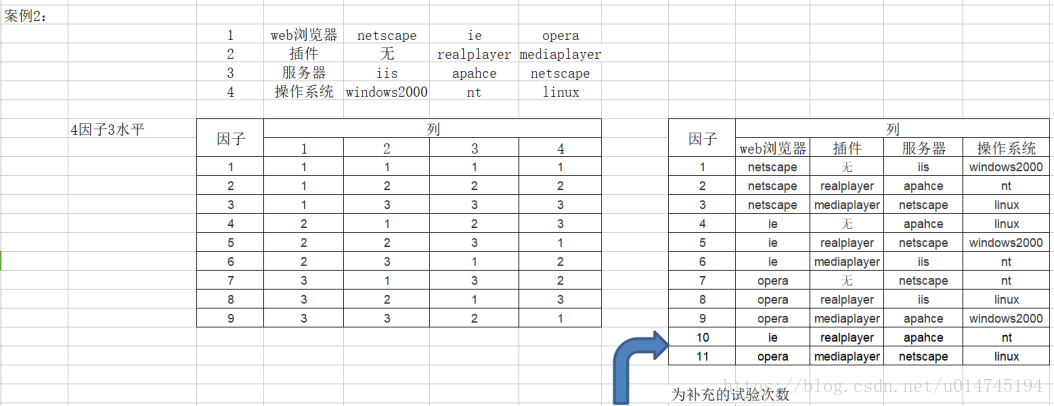 案例2：
1 web浏览器 netscape ie opera
2 插件 无 realplayer mediaplayer
3 服务器 iis apahce netscape
4 操作系统 windows2000 nt linux
4因子3水平
因子 列
1 2 3 4
1 1 1 1 1
2 1 2 2 2
3 1 3 3 3
4 2 1 2 3
5 2 2 3 1
6 2 3 1 2
7 3 1 3 2
8 3 2 1 3
9 3 3 2 1
因子 列
web浏览器 插件 服务器 操作系统
1 netscape 无 iis windows2000
2 netscape realplayer apahce nt
3 netscape mediaplayer netscape linux
4 ie 无 apahce linux
5 ie realplayer netscape windows2000
6 ie mediaplayer iis nt
7 opera 无 netscape nt
8 opera realplayer iis linux
9 opera mediaplayer apahce windows2000
10 ie realplayer apahce nt
11 opera mediaplayer netscape linux
为补充的试验次数
https://blog.csdn.net/u014745194